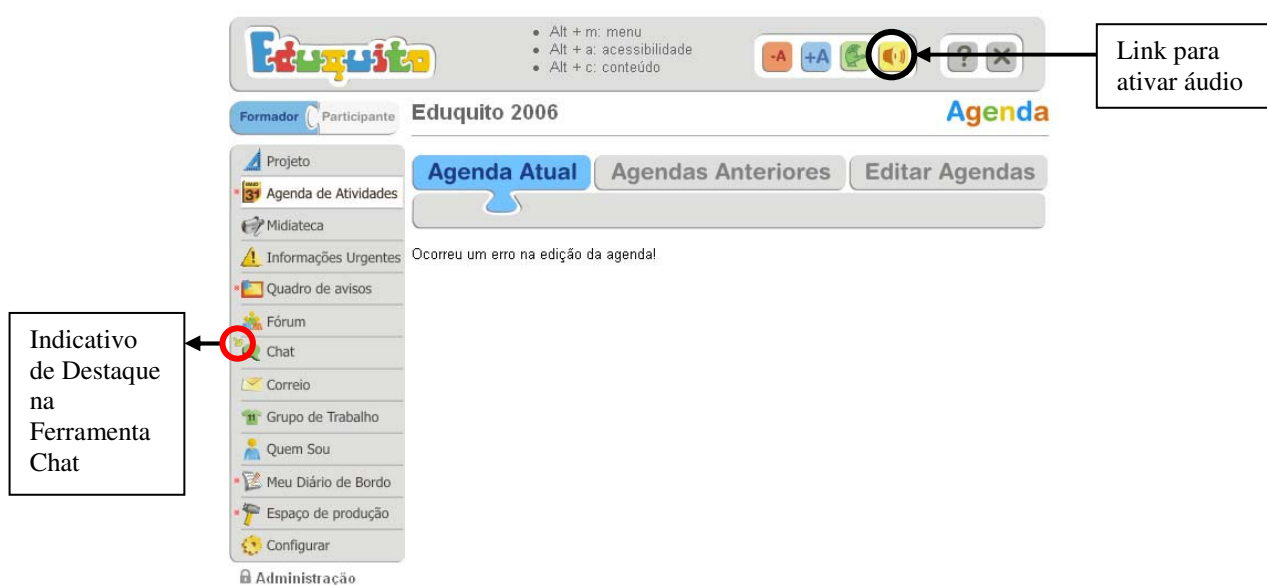 Eduquito
Alt + m: menu
Alt + a: acessibilidade
Alt + c: conteúdo
-A
+A
?
Link para
ativar áudio
Formador
Participante
Eduquito 2006
Agenda
Projeto
Agenda de Atividades
31
Midiateca
Informações Urgentes
Quadro de avisos
Fórum
Chat
Correio
Grupo de Trabalho
11
Quem Sou
Meu Diário de Bordo
Espaço de produção
Configurar
Administração
Agenda Atual
Agendas Anteriores
Editar Agendas
Ocorreu um erro na edição da agenda!
Indicativo
de Destaque
na
Ferramenta
Chat